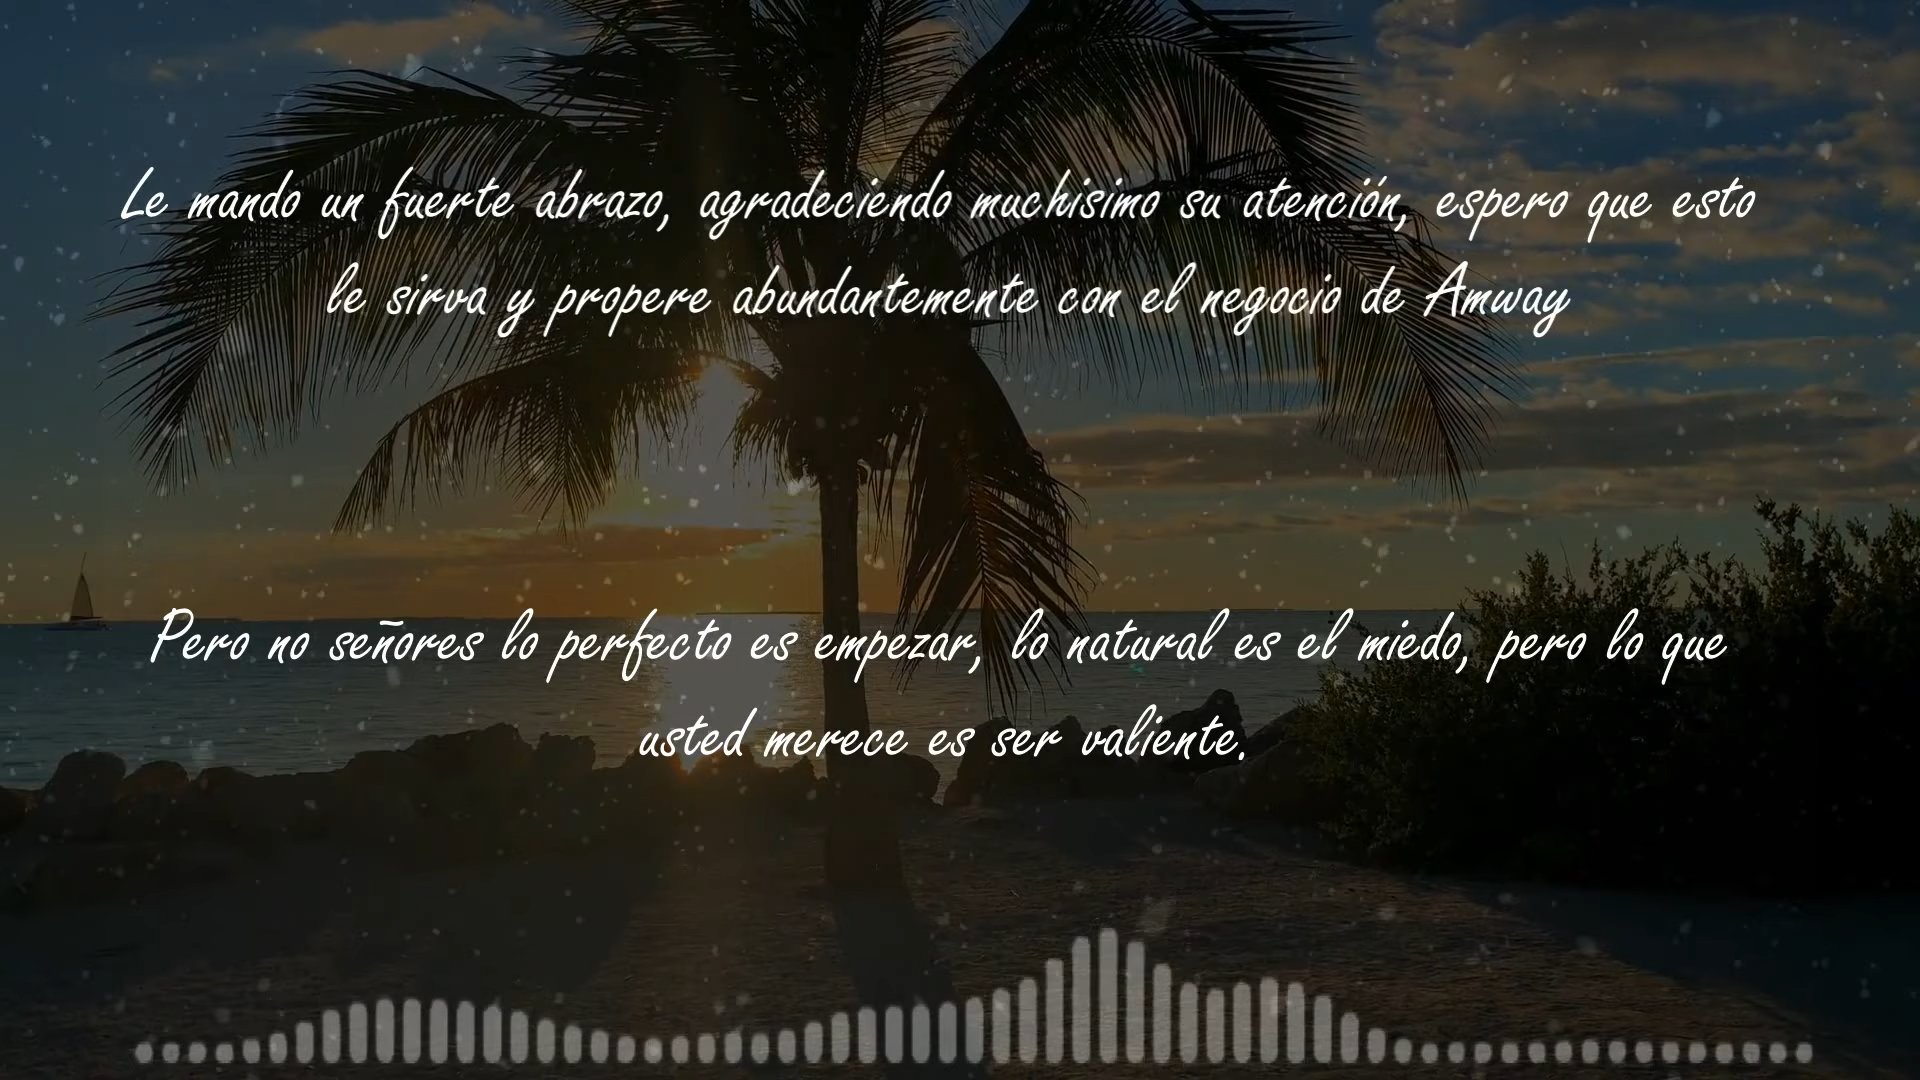 Le mando un fuerte abrazo, agradeciendo muchisimo su atención, espero que esto
le sirva y propere abundantemente con el negocio de Amway
Pero no señores lo perfecto es empezar, lo natural es el miedo, pero lo que
usted merece es ser valiente.